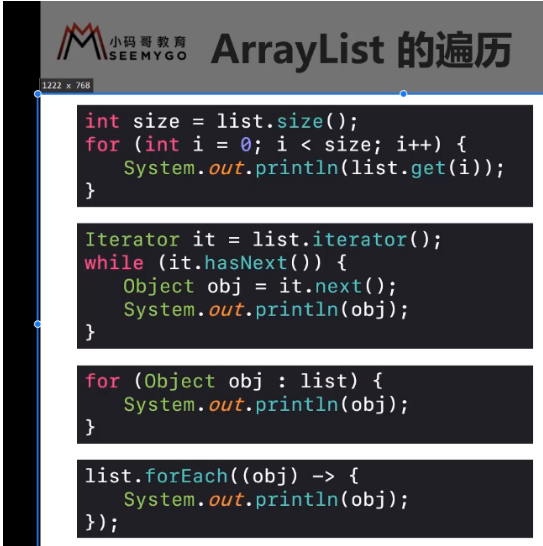 小码哥教育
SEEMYGO
ArrayList 的遍历
1222 x 768
int size = list.size();
for (int i = 0; i < size; i++) {
    System.out.println(list.get(i));
}
Iterator it = list.iterator();
while (it.hasNext()) {
    Object obj = it.next();
    System.out.println(obj);
}
for (Object obj : list) {
    System.out.println(obj);
}
list.forEach((obj) -> {
    System.out.println(obj);
});